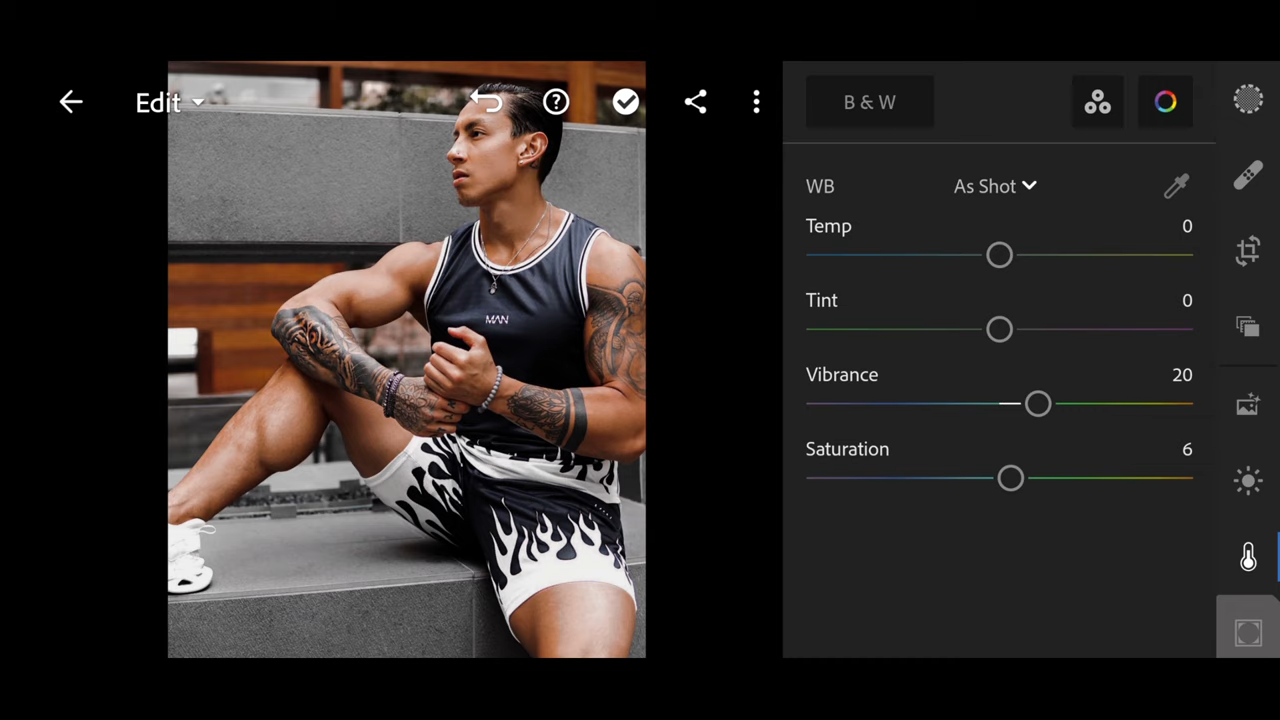 Edit
B & W
WB As Shot
Temp 0
Tint 0
Vibrance 20
Saturation 6
MAN